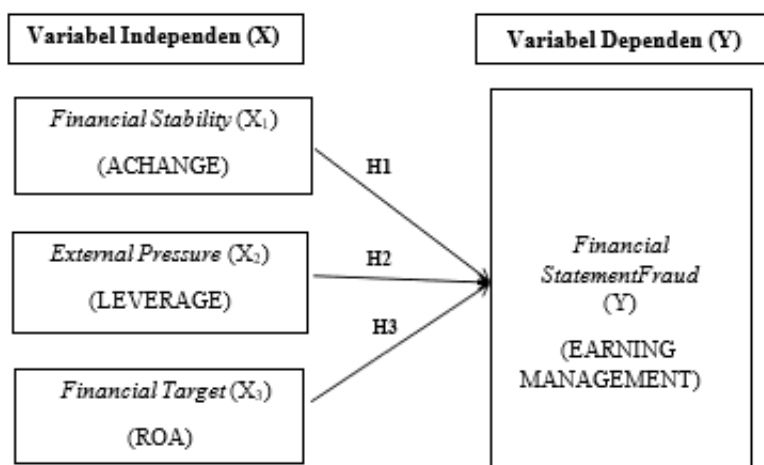 Variabel Independen (X)
Variabel Dependen (Y)
Financial Stability (X₁)
(ACHANGE)
H1
External Pressure (X₂)
(LEVERAGE)
H2
Financial Target (X₃)
(ROA)
H3
Financial
StatementFraud
(Y)
(EARNING
MANAGEMENT)